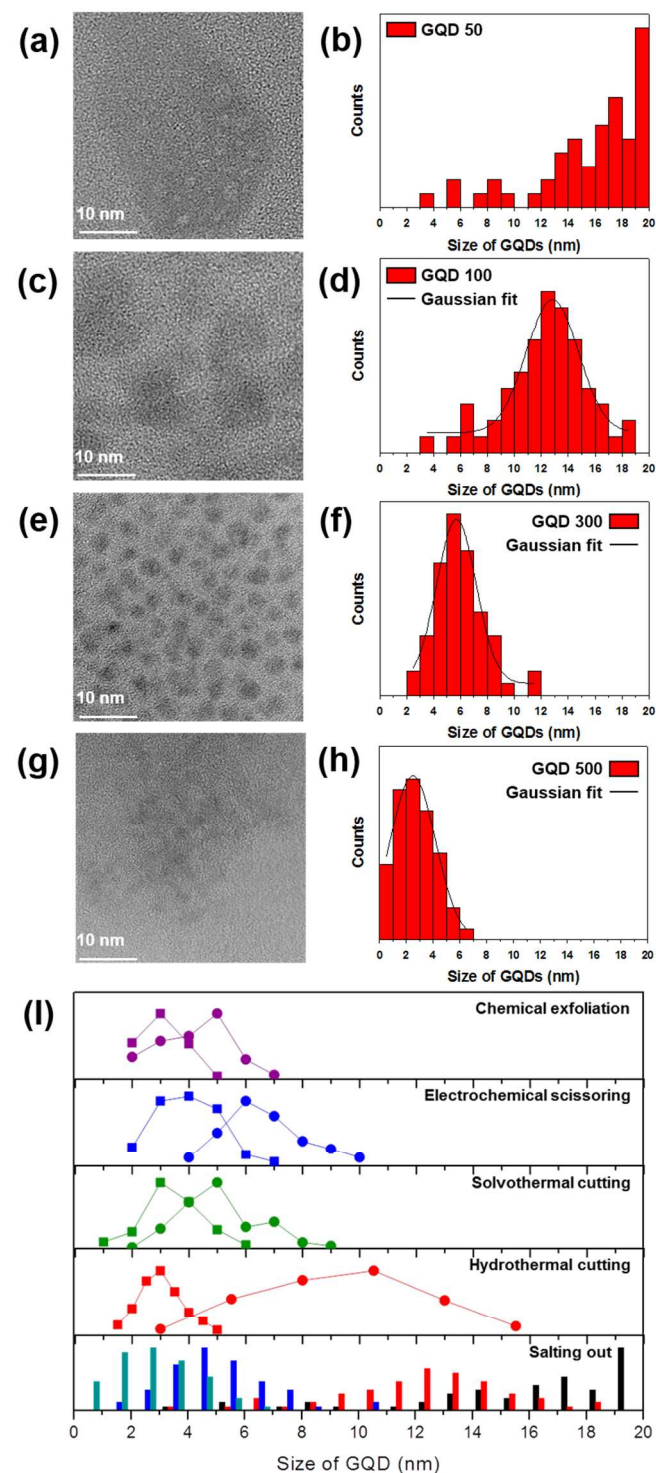 (a)
10 nm
(b)
GQD 50
Counts
0 2 4 6 8 10 12 14 16 18 20
Size of GQDs (nm)
(c)
10 nm
(d)
GQD 100
Gaussian fit
Counts
0 2 4 6 8 10 12 14 16 18 20
Size of GQDs (nm)
(e)
10 nm
(f)
GQD 300
Gaussian fit
Counts
0 2 4 6 8 10 12 14 16 18 20
Size of GQDs (nm)
(g)
10 nm
(h)
GQD 500
Gaussian fit
Counts
0 2 4 6 8 10 12 14 16 18 20
Size of GQDs (nm)
(I)
Chemical exfoliation
Electrochemical scissoring
Solvothermal cutting
Hydrothermal cutting
Salting out
0 2 4 6 8 10 12 14 16 18 20
Size of GQD (nm)